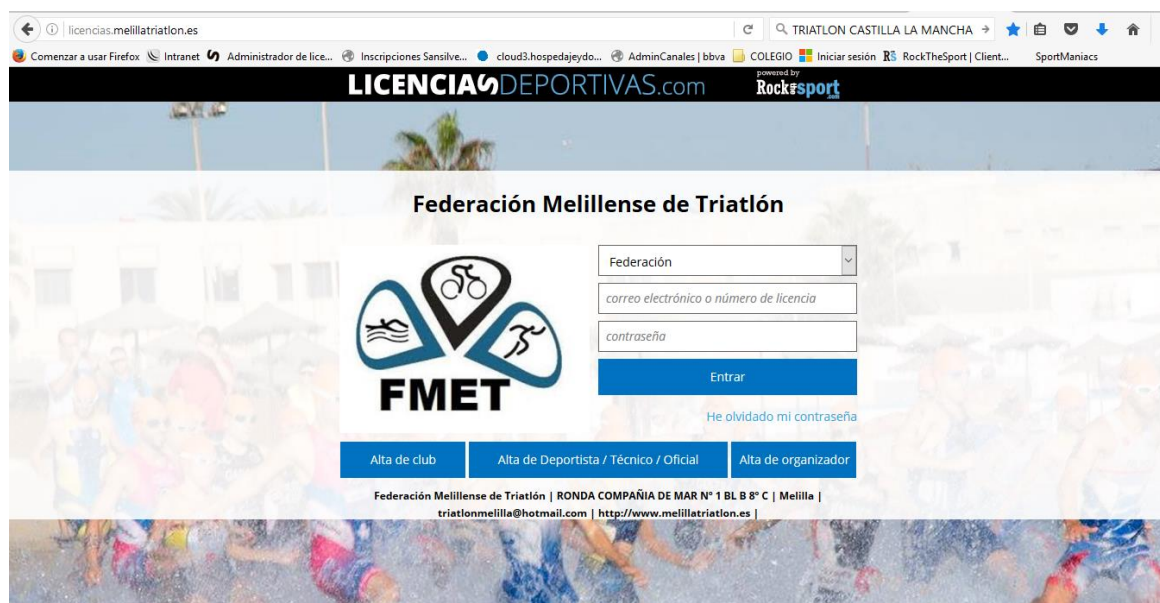 licencias.melillatriatlon.es
TRIATLON CASTILLA LA MANCHA
Comenzar a usar Firefox Intranet Administrador de lice... Inscripciones Sansilve... cloud3.hospedajeydo... AdminCanales | bbva COLEGIO Iniciar sesión RS RockTheSport | Client... SportManiacs
LICENCIASDEPORTIVAS.com
powered by
Rockthesport
.com
Federación Melillense de Triatlón
Federación
correo electrónico o número de licencia
contraseña
Entrar
He olvidado mi contraseña
FMET
Alta de club Alta de Deportista / Técnico / Oficial Alta de organizador
Federación Melillense de Triatlón | RONDA COMPAÑIA DE MAR Nº 1 BL B 8º C | Melilla |
triatlonmelilla@hotmail.com | http://www.melillatriatlon.es |